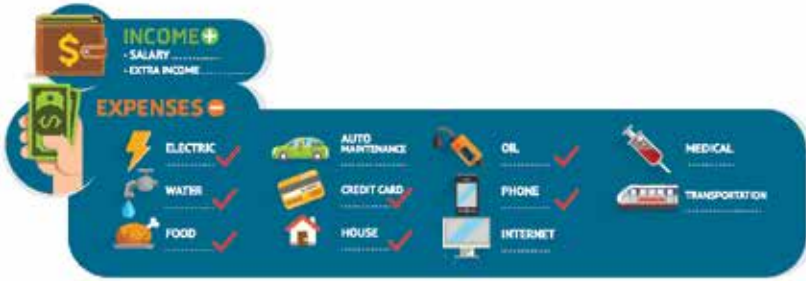 INCOME
- SALARY
- EXTRA INCOME
EXPENSES
ELECTRIC
WATER
FOOD
AUTO
MAINTENANCE
CREDIT CARD
HOUSE
OIL
PHONE
INTERNET
MEDICAL
TRANSPORTATION